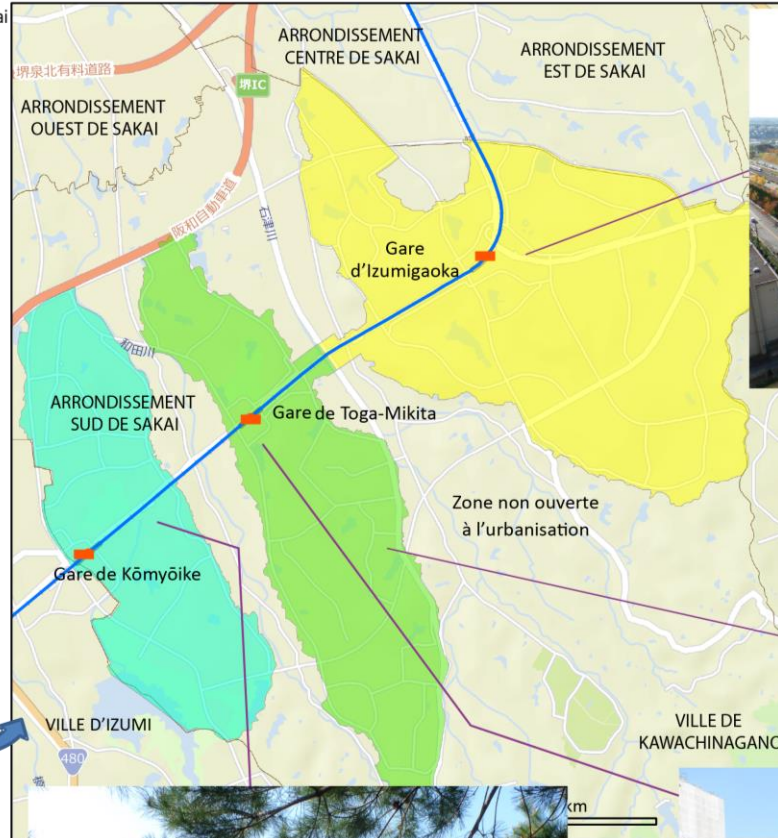 ai
ARRONDISSEMENT
CENTRE DE SAKAI
ARRONDISSEMENT
EST DE SAKAI
堺泉北有料道路
堺IC
ARRONDISSEMENT
OUEST DE SAKAI
阪和自動車道
石津川
Gare
d'Izumigaoka
和田川
ARRONDISSEMENT
SUD DE SAKAI
Gare de Toga-Mikita
Zone non ouverte
à l'urbanisation
Gare de Kōmyōike
VILLE D'IZUMI
VILLE DE
KAWACHINAGANO
480
km